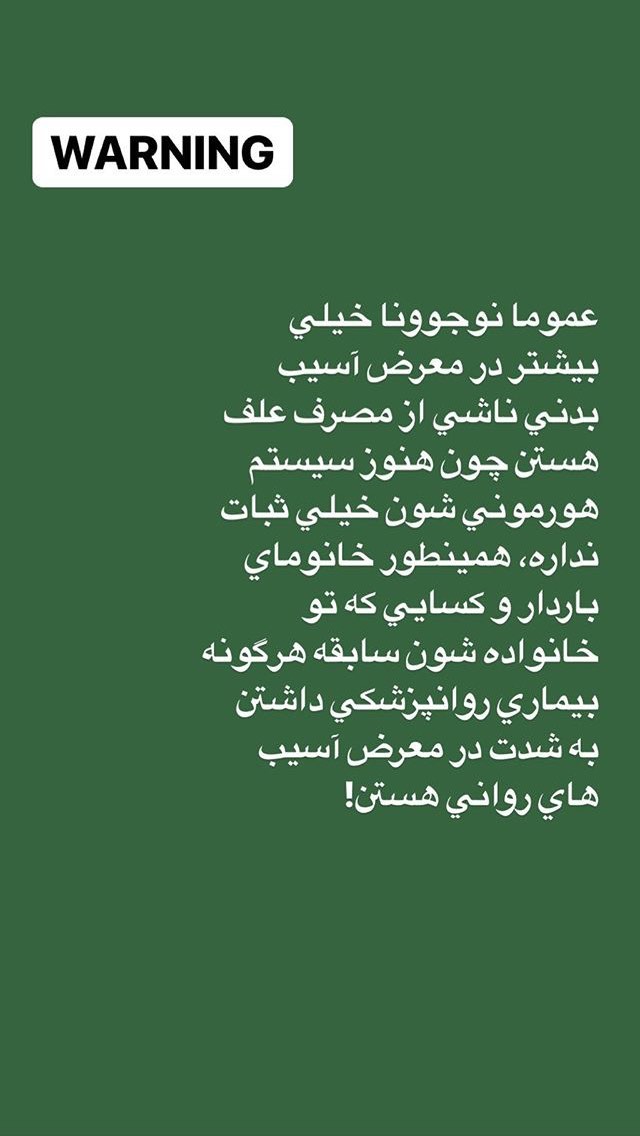 WARNING
عموما نوجوونا خيلي
بيشتر در معرض آسيب
بدني ناشي از مصرف علف
هستن چون هنوز سيستم
هورموني شون خيلي ثبات
نداره، همينطور خانوماي
باردار و كسايي كه تو
خانواده شون سابقه هرگونه
بيماري روانپزشكي داشتن
به شدت در معرض آسيب
هاي رواني هستن!